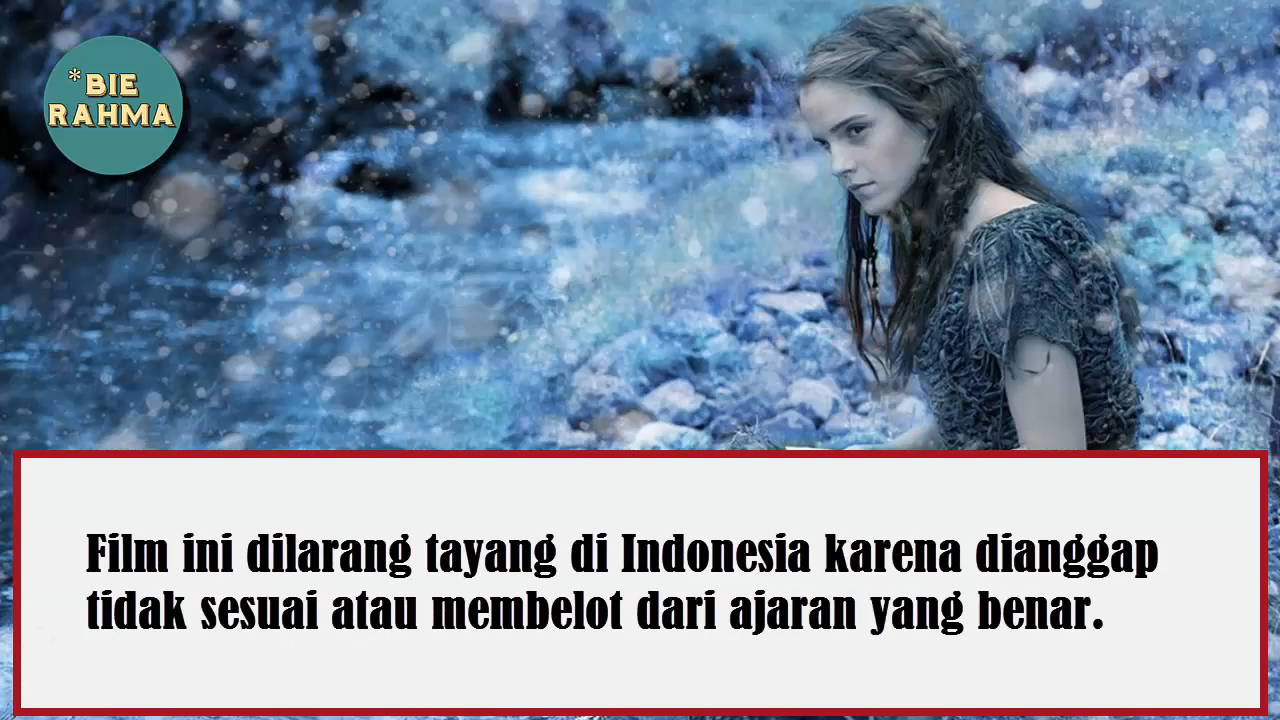 *BIE
RAHMA
Film ini dilarang tayang di Indonesia karena dianggap
tidak sesuai atau membelot dari ajaran yang benar.